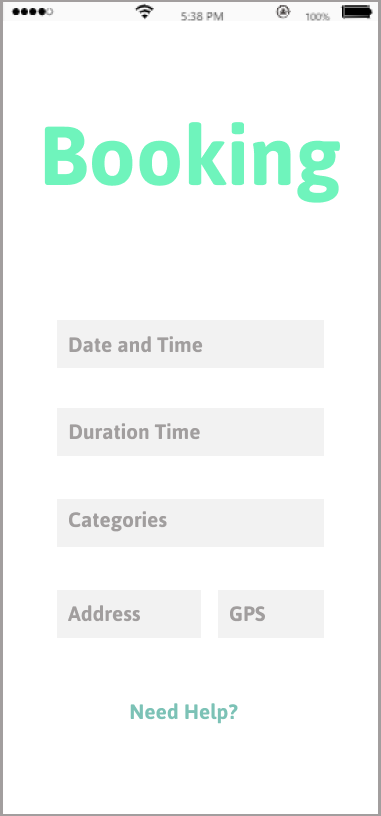 5:38 PM 100%
Booking
Date and Time
Duration Time
Categories
Address GPS
Need Help?